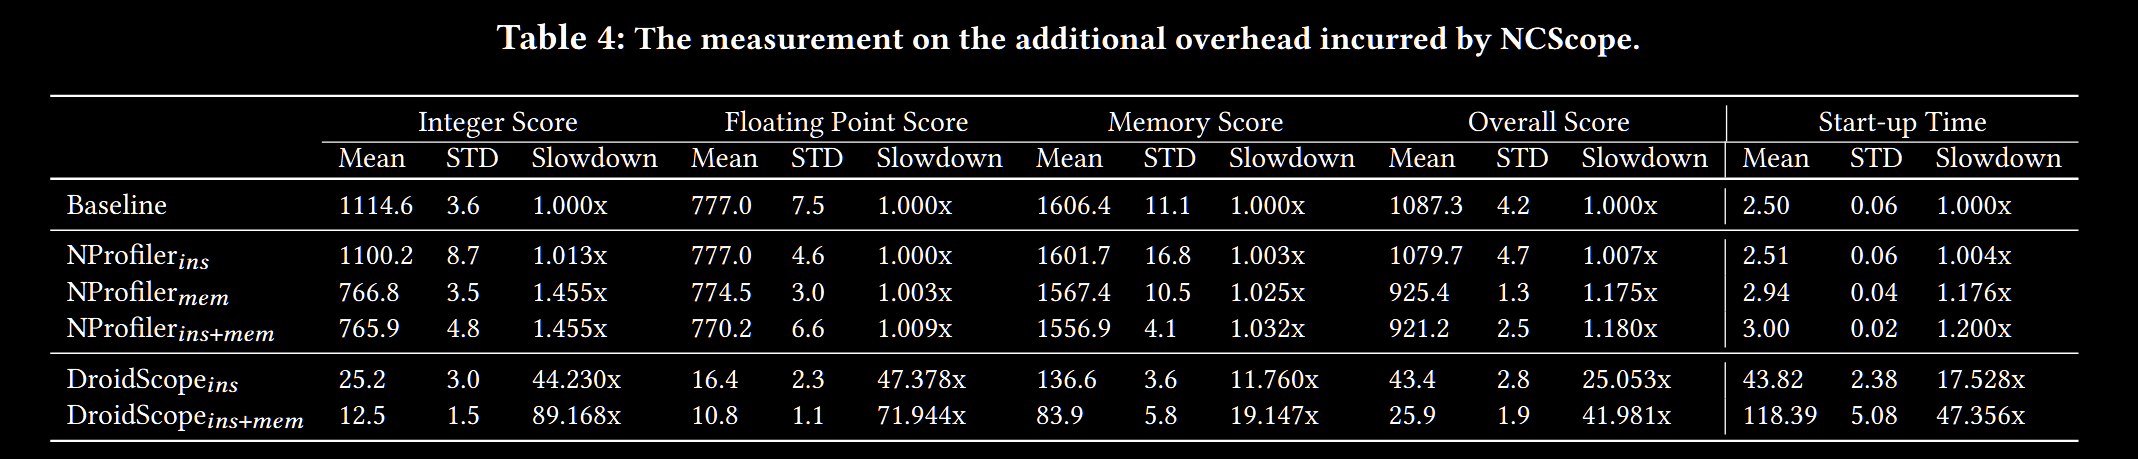 Table 4: The measurement on the additional overhead incurred by NCScope.
Integer Score Floating Point Score Memory Score Overall Score Start-up Time
Mean STD Slowdown Mean STD Slowdown Mean STD Slowdown Mean STD Slowdown Mean STD Slowdown
Baseline 1114.6 3.6 1.000x 777.0 7.5 1.000x 1606.4 11.1 1.000x 1087.3 4.2 1.000x 2.50 0.06 1.000x
NProfiler_ins 1100.2 8.7 1.013x 777.0 4.6 1.000x 1601.7 16.8 1.003x 1079.7 4.7 1.007x 2.51 0.06 1.004x
NProfiler_mem 766.8 3.5 1.455x 774.5 3.0 1.003x 1567.4 10.5 1.025x 925.4 1.3 1.175x 2.94 0.04 1.176x
NProfiler_ins+mem 765.9 4.8 1.455x 770.2 6.6 1.009x 1556.9 4.1 1.032x 921.2 2.5 1.180x 3.00 0.02 1.200x
DroidScope_ins 25.2 3.0 44.230x 16.4 2.3 47.378x 136.6 3.6 11.760x 43.4 2.8 25.053x 43.82 2.38 17.528x
DroidScope_ins+mem 12.5 1.5 89.168x 10.8 1.1 71.944x 83.9 5.8 19.147x 25.9 1.9 41.981x 118.39 5.08 47.356x